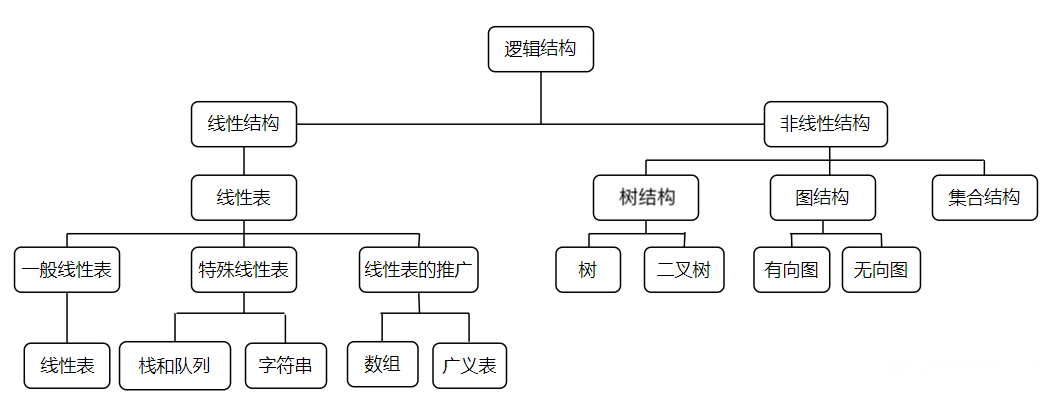 逻辑结构
线性结构
非线性结构
线性表
树结构
图结构
集合结构
一般线性表
特殊线性表
线性表的推广
树
二叉树
有向图
无向图
线性表
栈和队列
字符串
数组
广义表